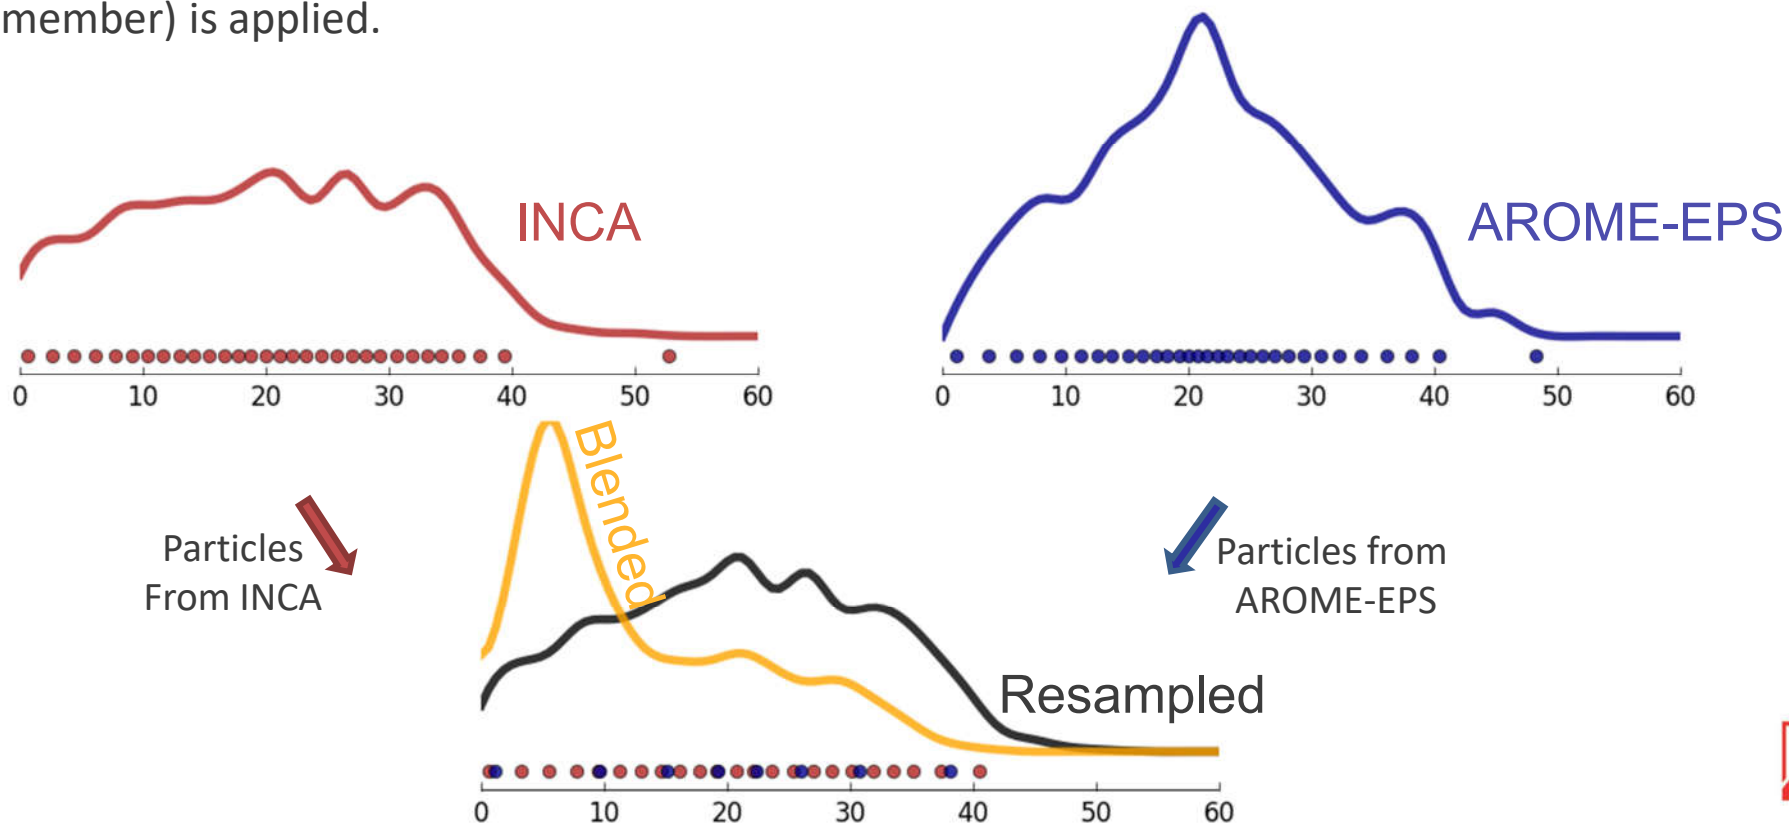 member) is applied.
INCA
AROME-EPS
0 10 20 30 40 50 60
0 10 20 30 40 50 60
Blended
Particles
From INCA
Particles from
AROME-EPS
Resampled
0 10 20 30 40 50 60